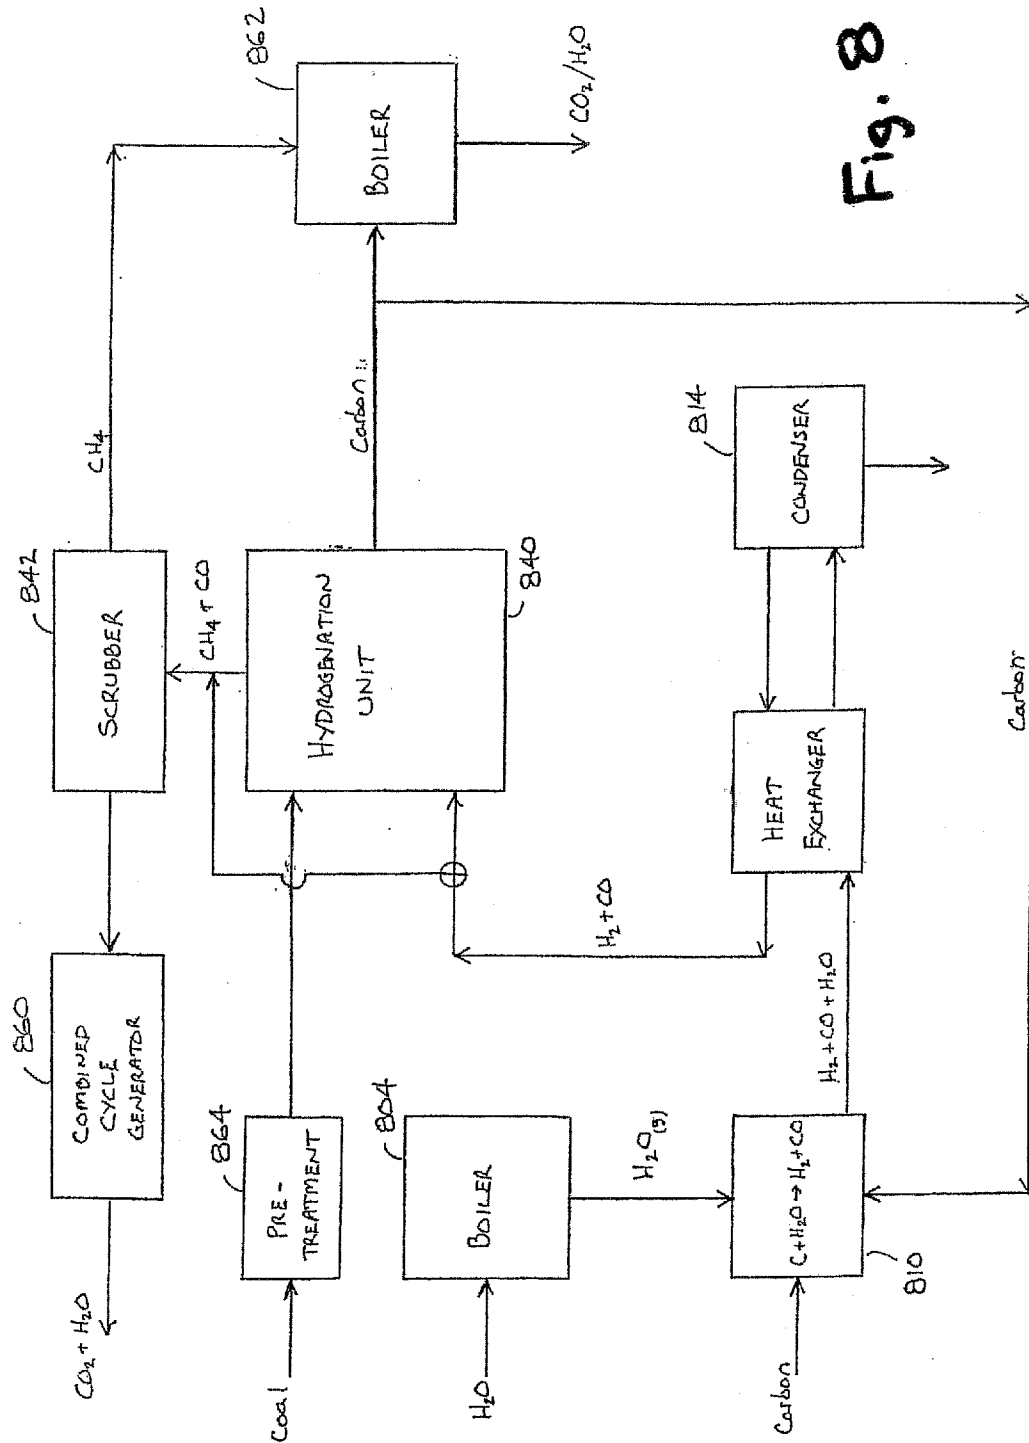 CO₂ + H₂O
860
COMBINED
CYCLE
GENERATOR
842
SCRUBBER
CH₄
862
BOILER
CO₂/H₂O
CH₄ + CO
Coal
864
PRE-
TREATMENT
HYDROGENATION
UNIT
840
Carbon
H₂O
804
BOILER
H₂O(g)
H₂+CO
HEAT
EXCHANGER
814
CONDENSER
Carbon
C+H₂O→H₂+CO
810
H₂+CO+H₂O
Carbon
Fig. 8